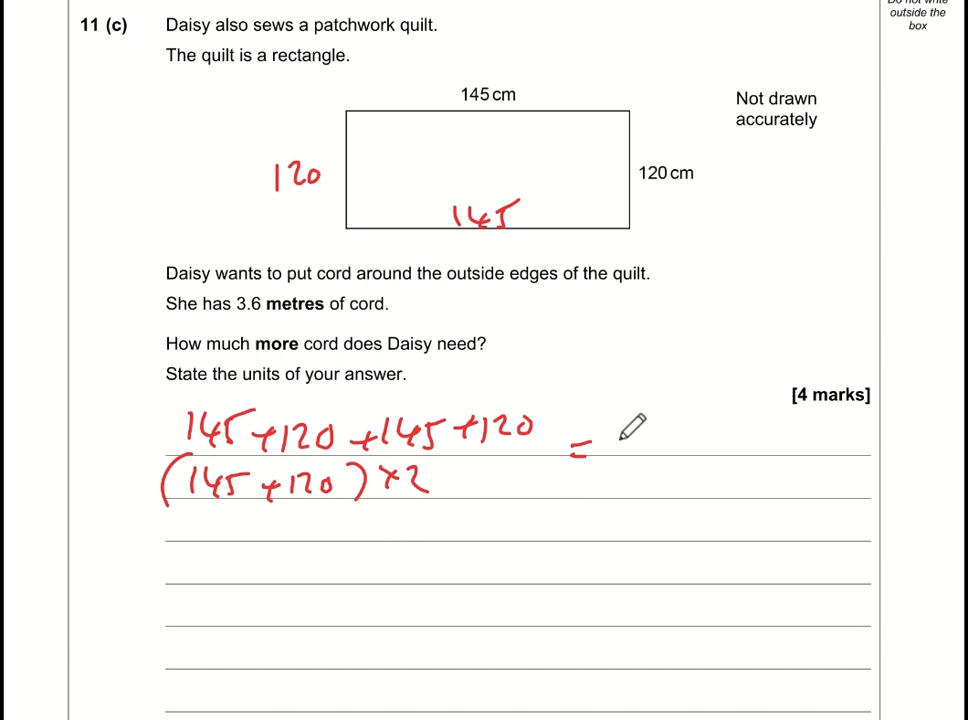 Do not write
outside the
box
11 (c) Daisy also sews a patchwork quilt.
The quilt is a rectangle.
145 cm
Not drawn
accurately
120
120 cm
145
Daisy wants to put cord around the outside edges of the quilt.
She has 3.6 metres of cord.
How much more cord does Daisy need?
State the units of your answer.
[4 marks]
145 + 120 + 145 + 120 =
(145 + 120) × 2